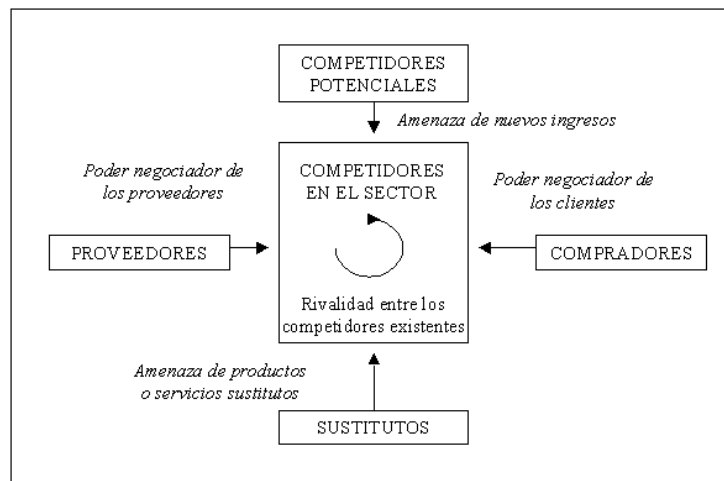 COMPETIDORES
POTENCIALES
Amenaza de nuevos ingresos
Poder negociador de
los proveedores
COMPETIDORES
EN EL SECTOR
Poder negociador de
los clientes
PROVEEDORES
COMPRADORES
Rivalidad entre los
competidores existentes
Amenaza de productos
o servicios sustitutos
SUSTITUTOS